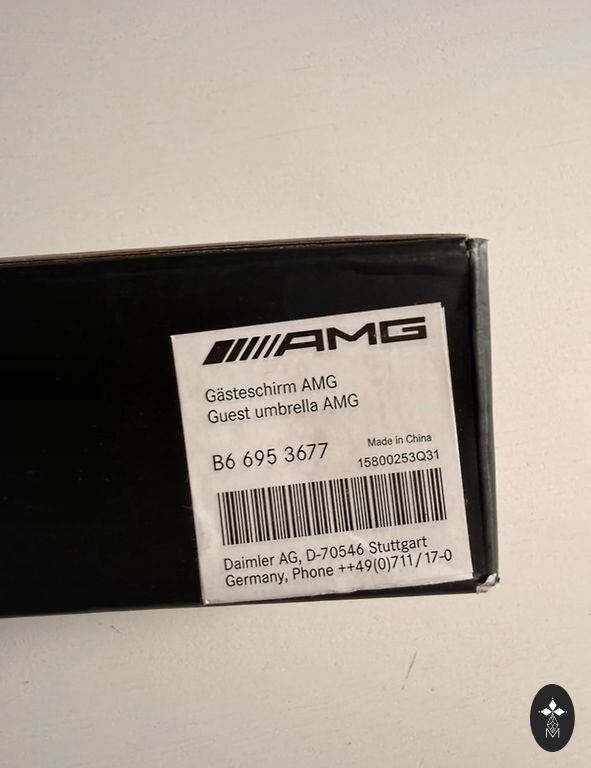 AMG
Gästeschirm AMG
Guest umbrella AMG
Made in China
B6 695 3677
15800253Q31
Daimler AG, D-70546 Stuttgart
Germany, Phone ++49(0)711/17-0
M